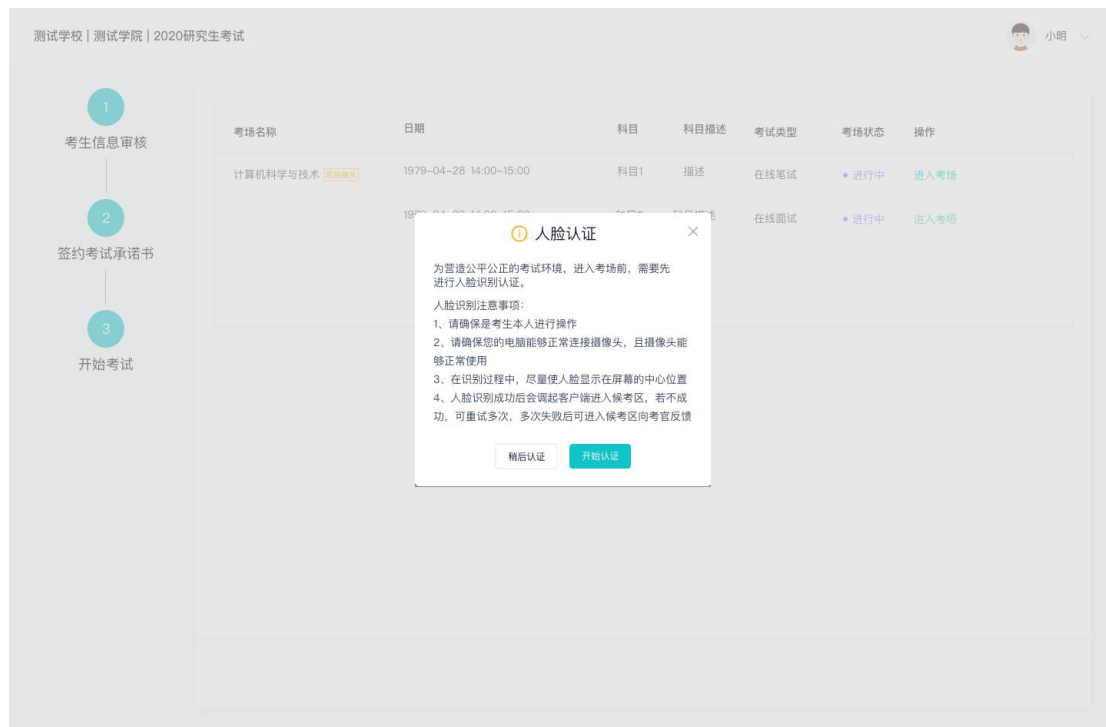 测试学校 | 测试学院 | 2020研究生考试
小明
1
考生信息审核
2
签约考试承诺书
3
开始考试
考场名称 日期 科目 科目描述 考试类型 考场状态 操作
计算机科学与技术 双摄像头 1979-04-28 14:00-15:00 科目1 描述 在线笔试 进行中 进入考场
在线面试 进行中 进入考场
人脸认证
为营造公平公正的考试环境，进入考场前，需要先
进行人脸识别认证。
人脸识别注意事项：
1、请确保是考生本人进行操作
2、请确保您的电脑能够正常连接摄像头，且摄像头能
够正常使用
3、在识别过程中，尽量使人脸显示在屏幕的中心位置
4、人脸识别成功后会调起客户端进入候考区，若不成
功，可重试多次，多次失败后可进入候考区向考官反馈
稍后认证 开始认证